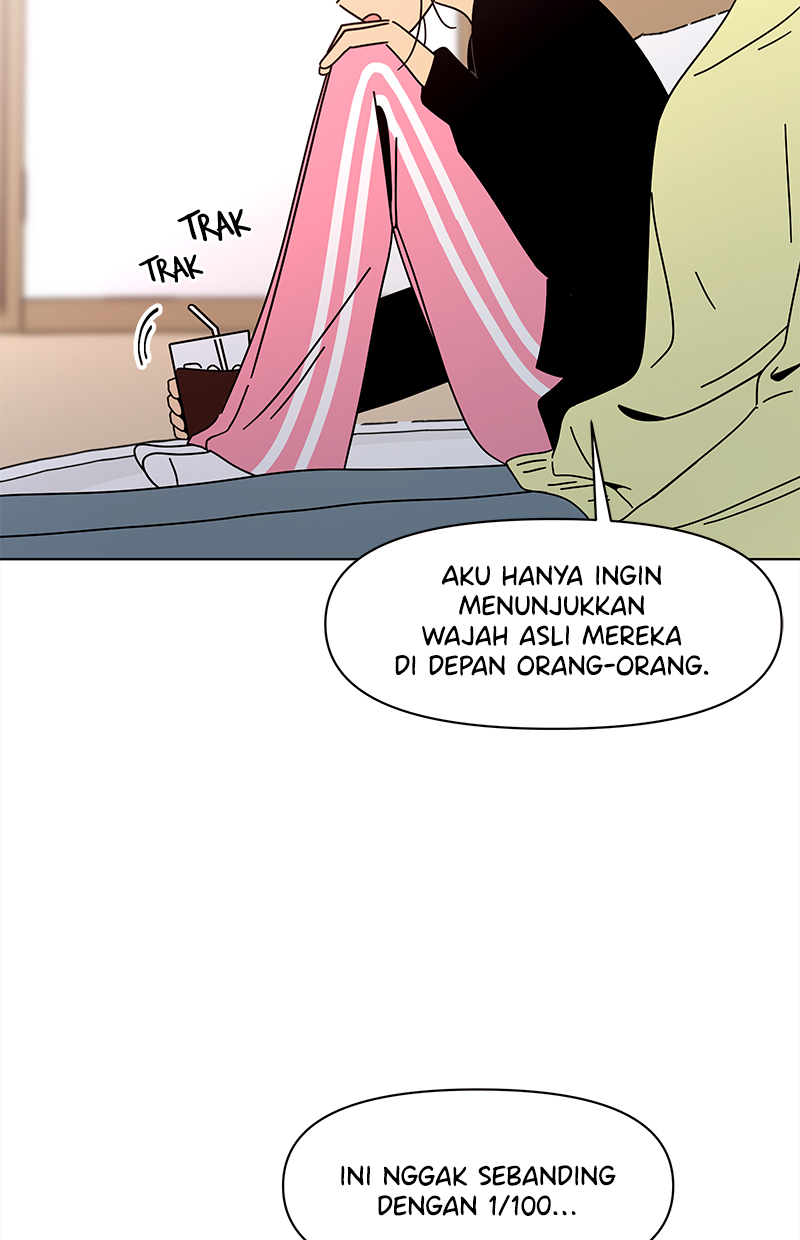 TRAK
TRAK
AKU HANYA INGIN
MENUNJUKKAN
WAJAH ASLI MEREKA
DI DEPAN ORANG-ORANG.
INI NGGAK SEBANDING
DENGAN 1/100...